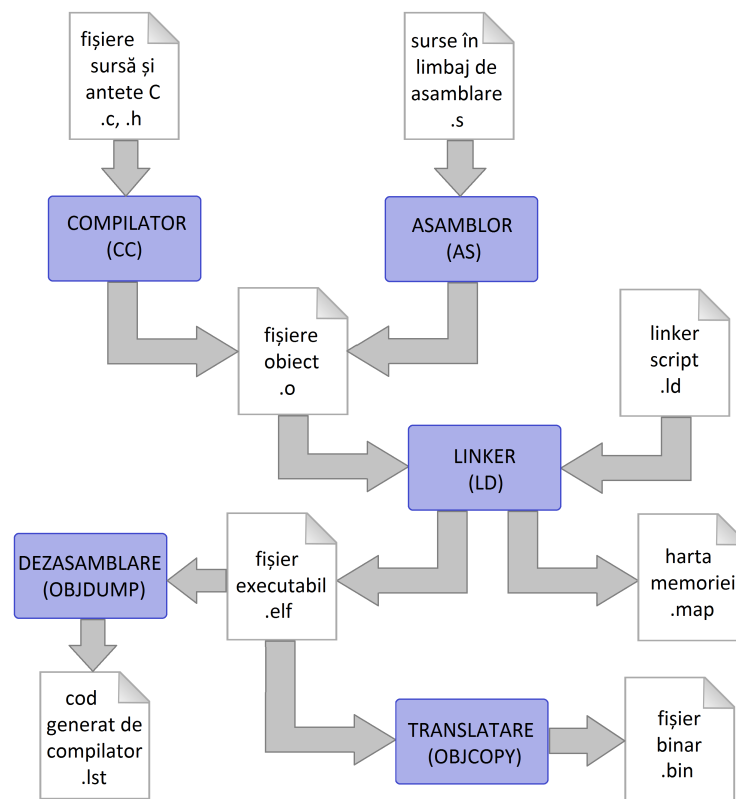 fișiere
sursă și
antete C
.c, .h
surse în
limbaj de
asamblare
.s
COMPILATOR
(CC)
ASAMBLOR
(AS)
fișiere
obiect
.o
linker
script
.ld
LINKER
(LD)
DEZASAMBLARE
(OBJDUMP)
fișier
executabil
.elf
harta
memoriei
.map
cod
generat de
compilator
.lst
TRANSLATARE
(OBJCOPY)
fișier
binar
.bin